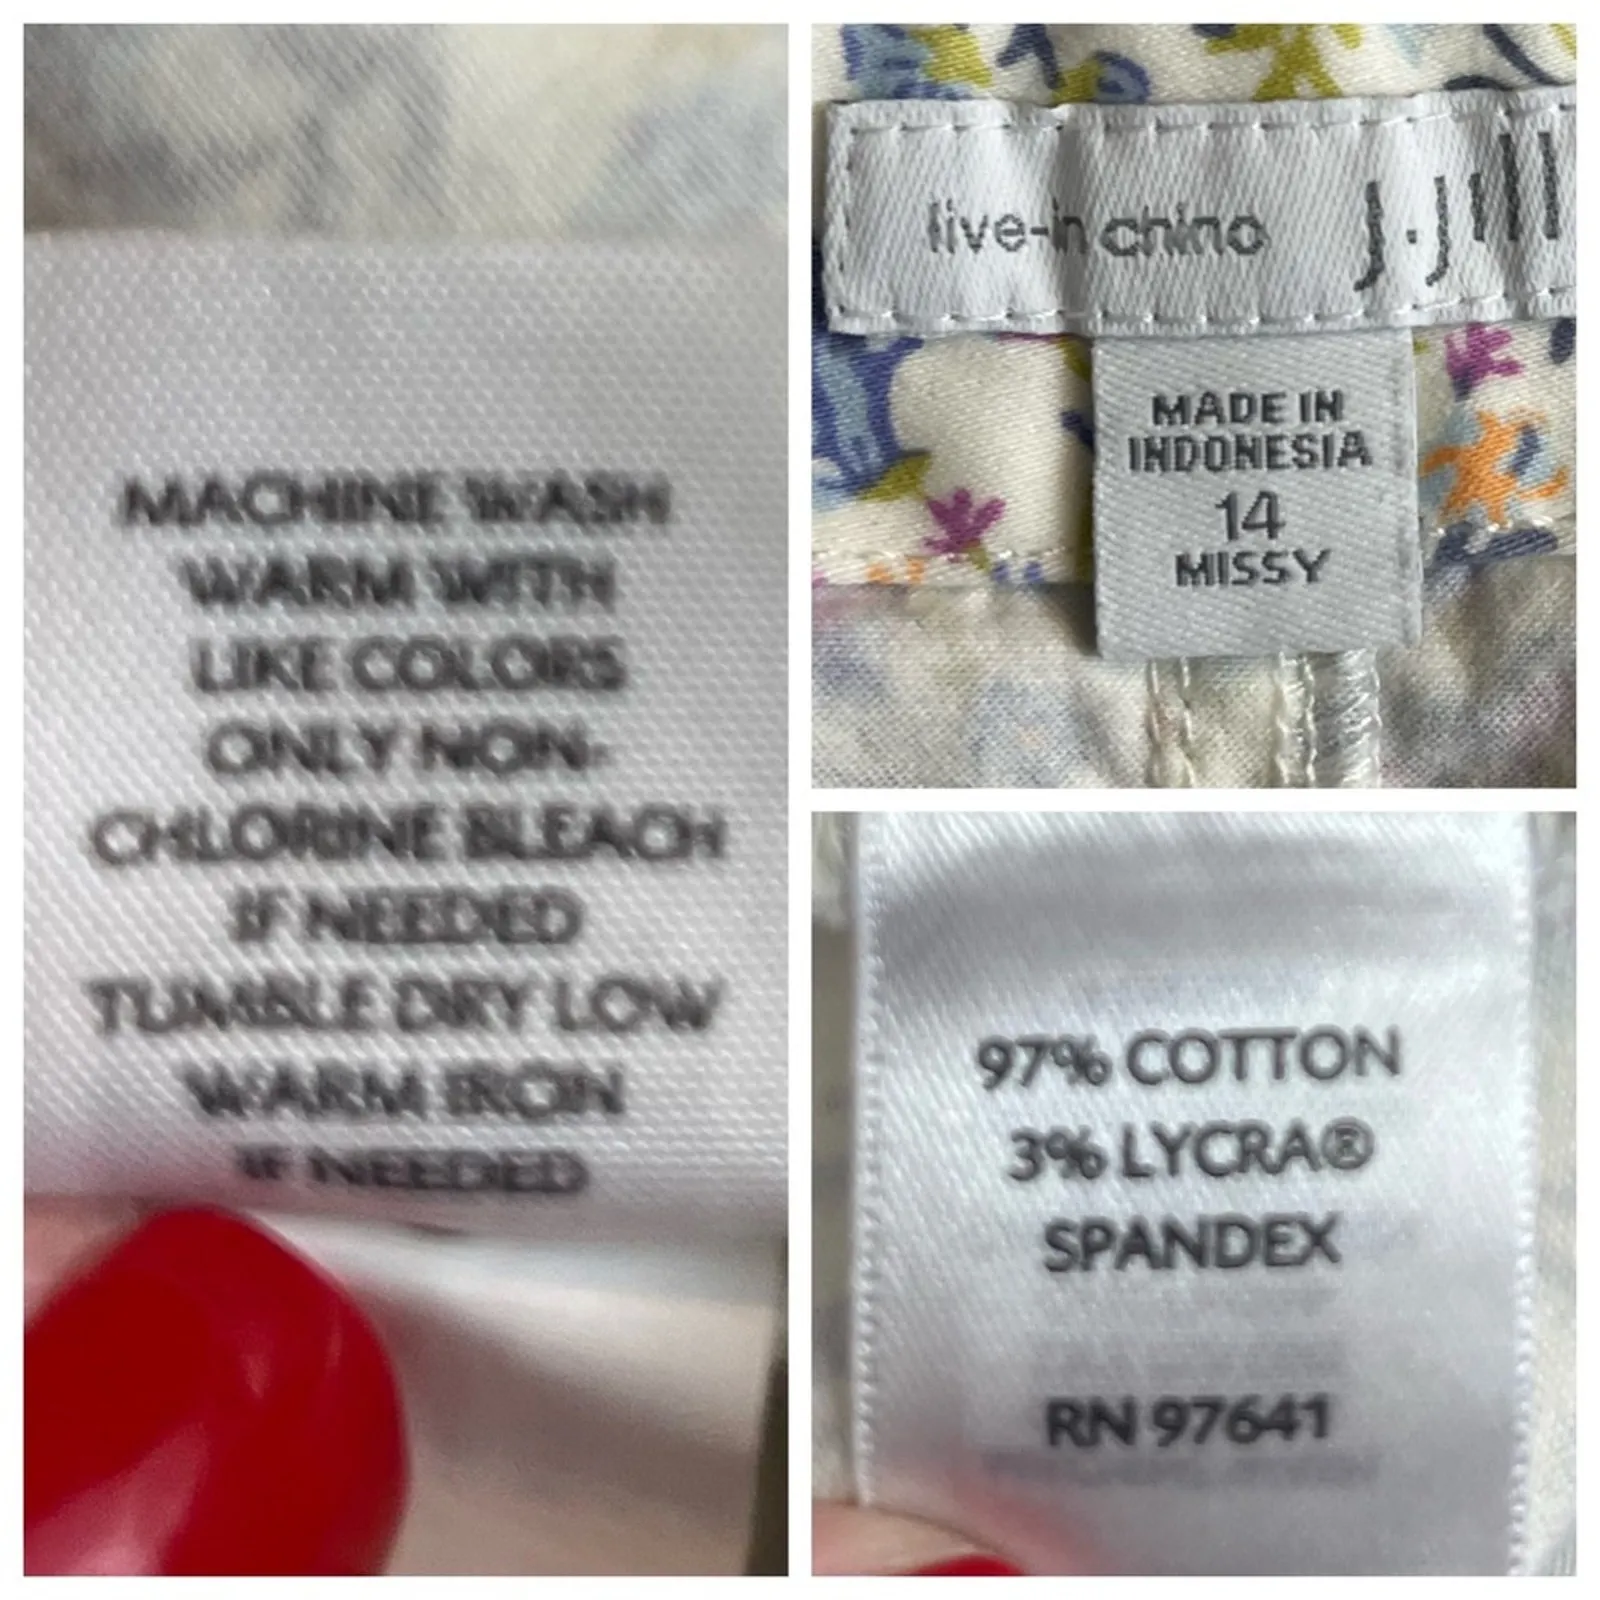 MACHINE WASH
WARM WITH
LIKE COLORS
ONLY NON-
CHLORINE BLEACH
IF NEEDED
TUMBLE DRY LOW
WARM IRON
IF NEEDED
live-in chino J.Jill
MADE IN
INDONESIA
14
MISSY
97% COTTON
3% LYCRA®
SPANDEX
RN 97641